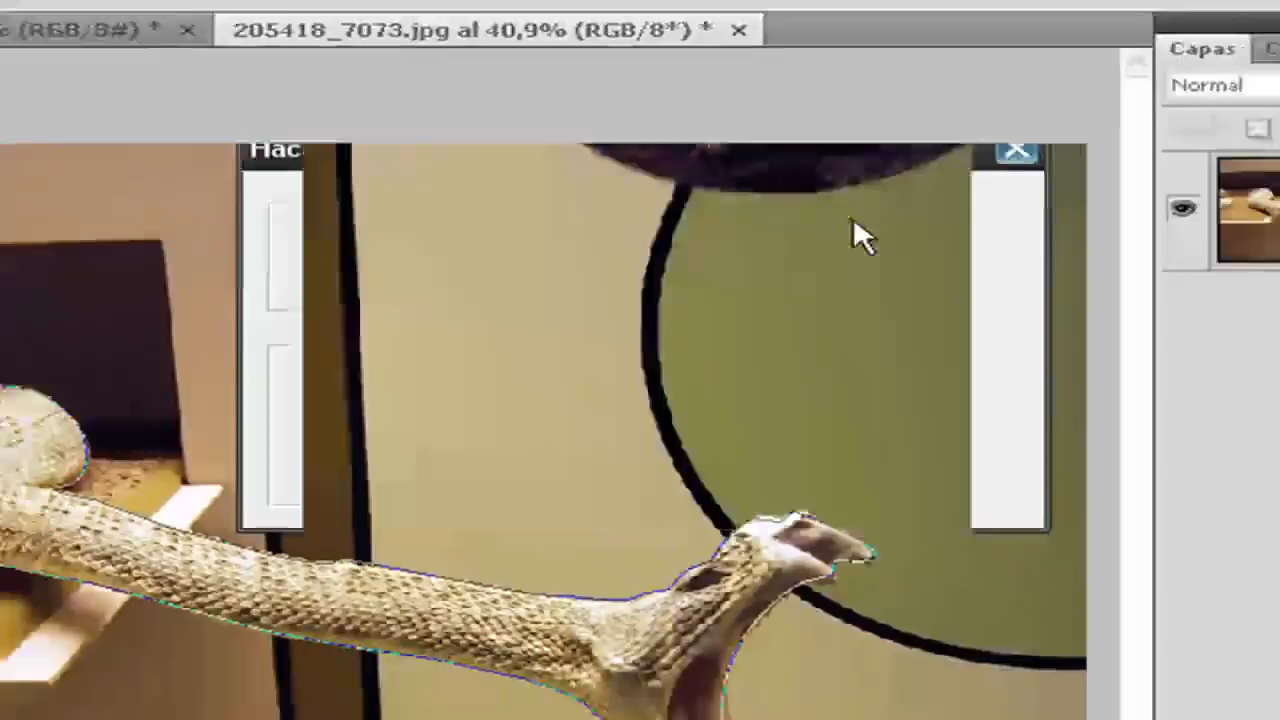 (RGB/8#) *
205418_7073.jpg al 40,9% (RGB/8*) *
Capas
Normal
Hac